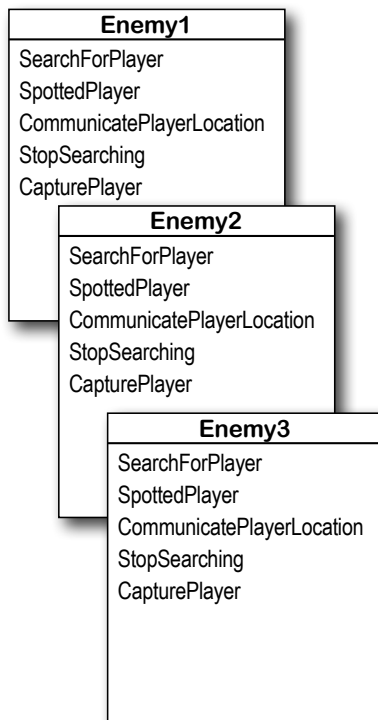 Enemy1
SearchForPlayer
SpottedPlayer
CommunicatePlayerLocation
StopSearching
CapturePlayer
Enemy2
SearchForPlayer
SpottedPlayer
CommunicatePlayerLocation
StopSearching
CapturePlayer
Enemy3
SearchForPlayer
SpottedPlayer
CommunicatePlayerLocation
StopSearching
CapturePlayer